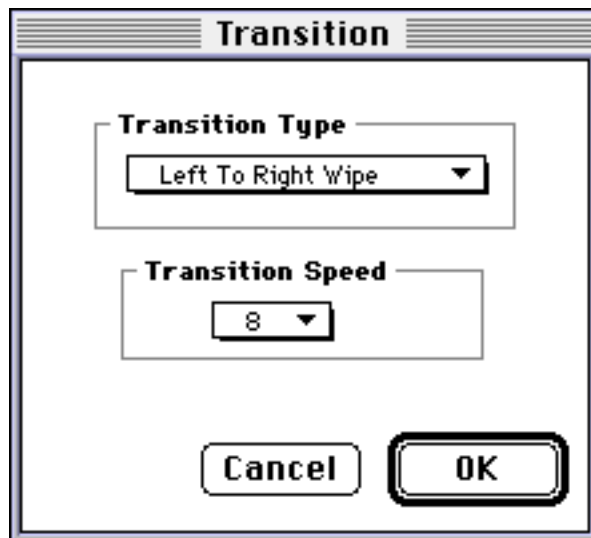 Transition
Transition Type
Left To Right Wipe
Transition Speed
8
Cancel OK